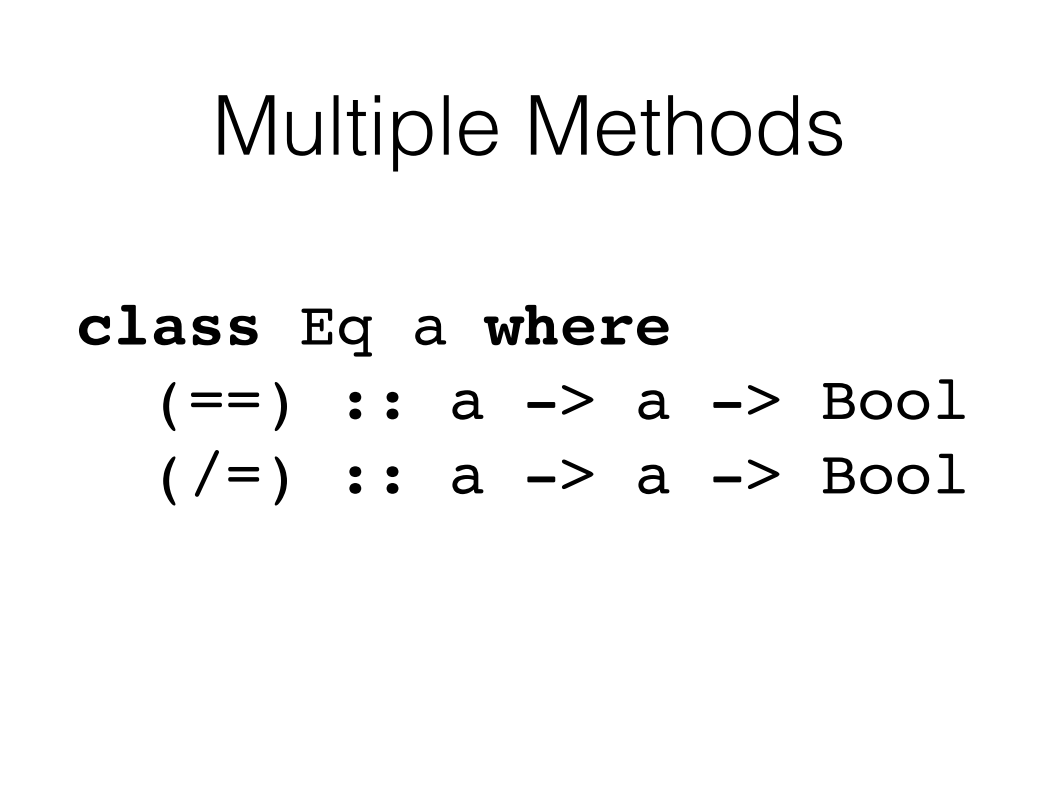 Multiple Methods
class Eq a where
  (==) :: a -> a -> Bool
  (/=) :: a -> a -> Bool